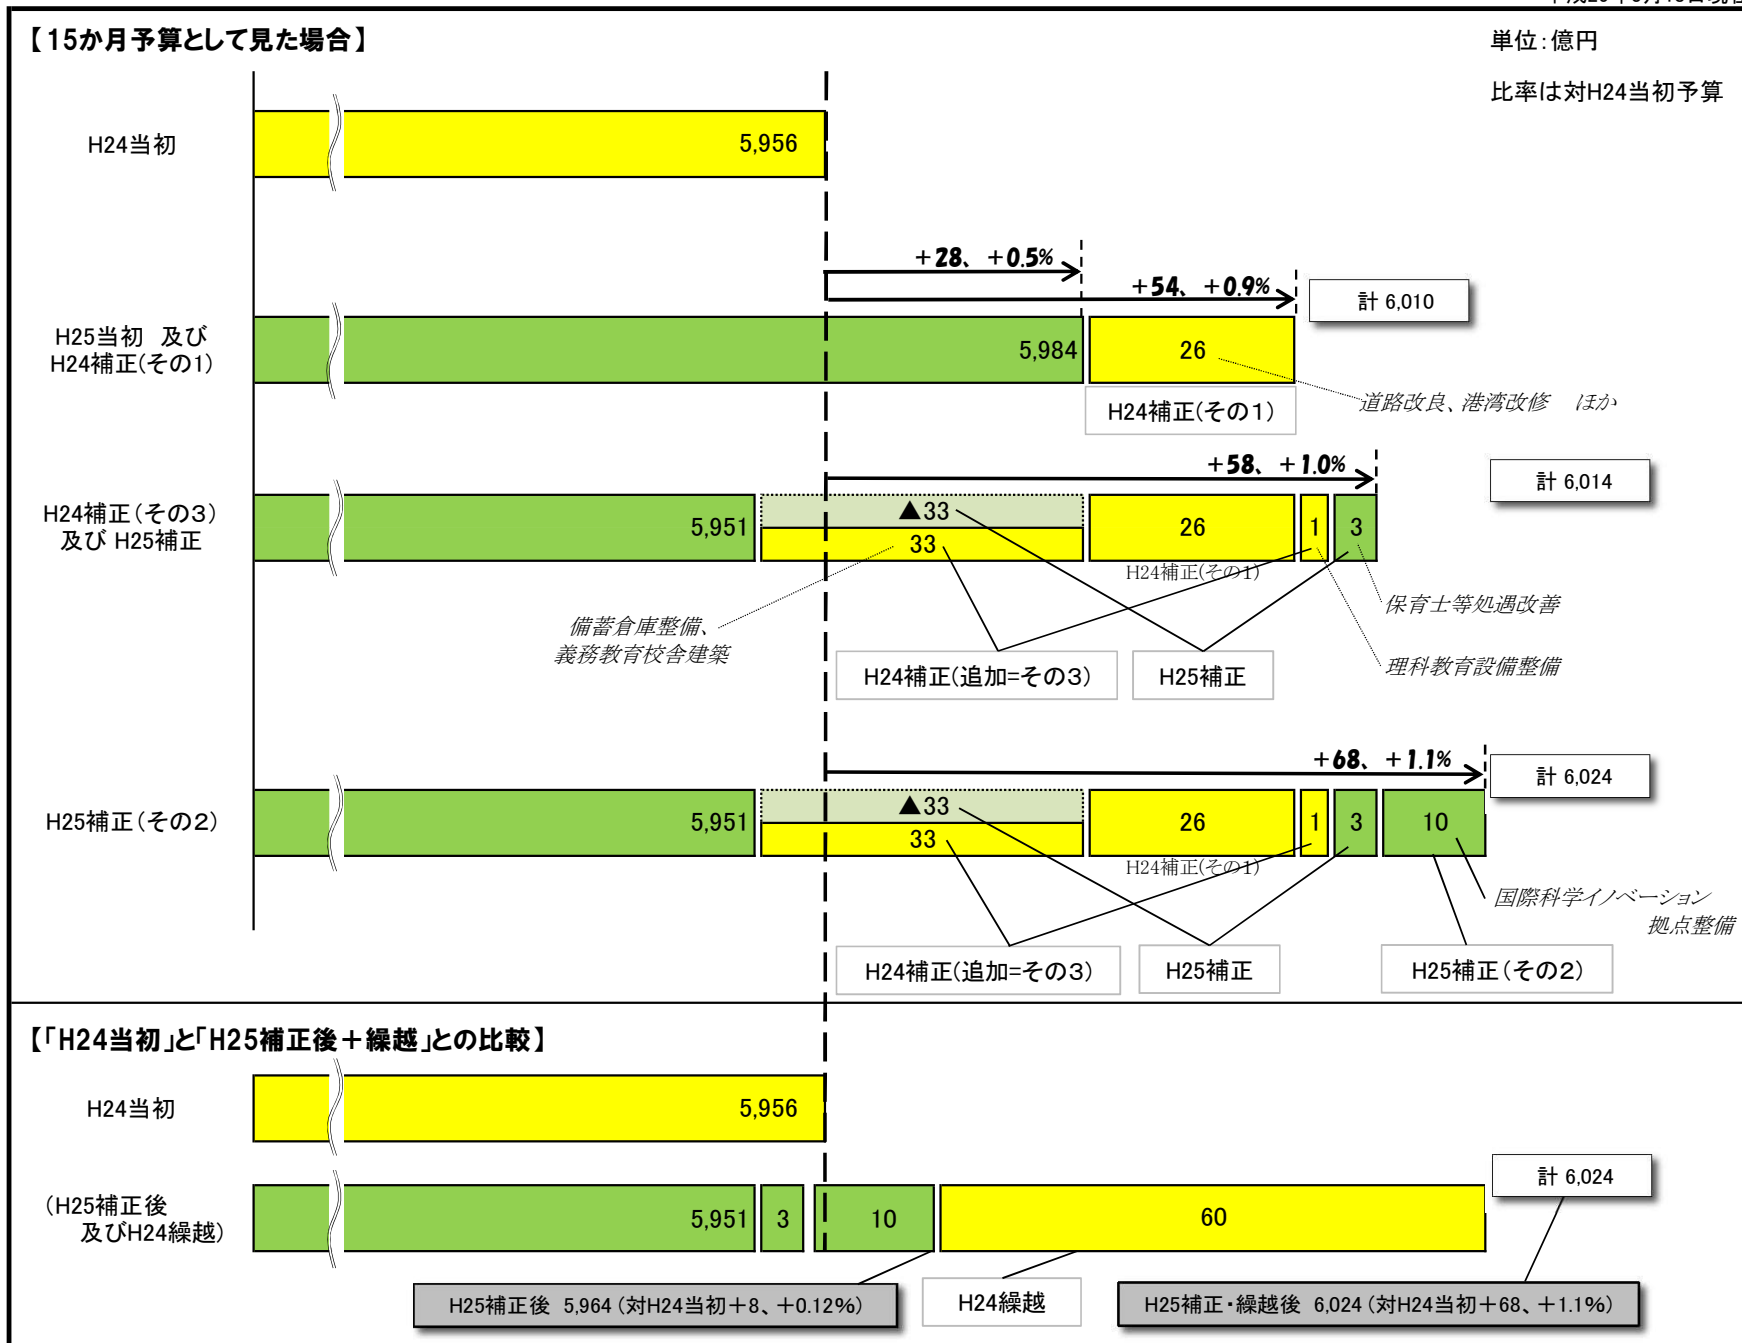 【15か月予算として見た場合】
単位：億円
比率は対H24当初予算
H24当初
5,956
+28、 +0.5%
+54、 +0.9%
計 6,010
H25当初 及び
H24補正(その1)
5,984
26
H24補正(その1)
道路改良、港湾改修 ほか
+58、 +1.0%
計 6,014
H24補正(その3)
及び H25補正
5,951
▲33
33
26
1
3
H24補正(その1)
備蓄倉庫整備、
義務教育校舎建築
保育士等処遇改善
理科教育設備整備
H24補正(追加=その3)
H25補正
+68、 +1.1%
計 6,024
H25補正(その2)
5,951
▲33
33
26
1
3
10
H24補正(その1)
国際科学イノベーション
拠点整備
H24補正(追加=その3)
H25補正
H25補正(その2)
【「H24当初」と「H25補正後＋繰越」との比較】
H24当初
5,956
計 6,024
(H25補正後
及びH24繰越)
5,951
3
10
60
H25補正後 5,964 (対H24当初+8、+0.12%)
H24繰越
H25補正・繰越後 6,024 (対H24当初+68、+1.1%)